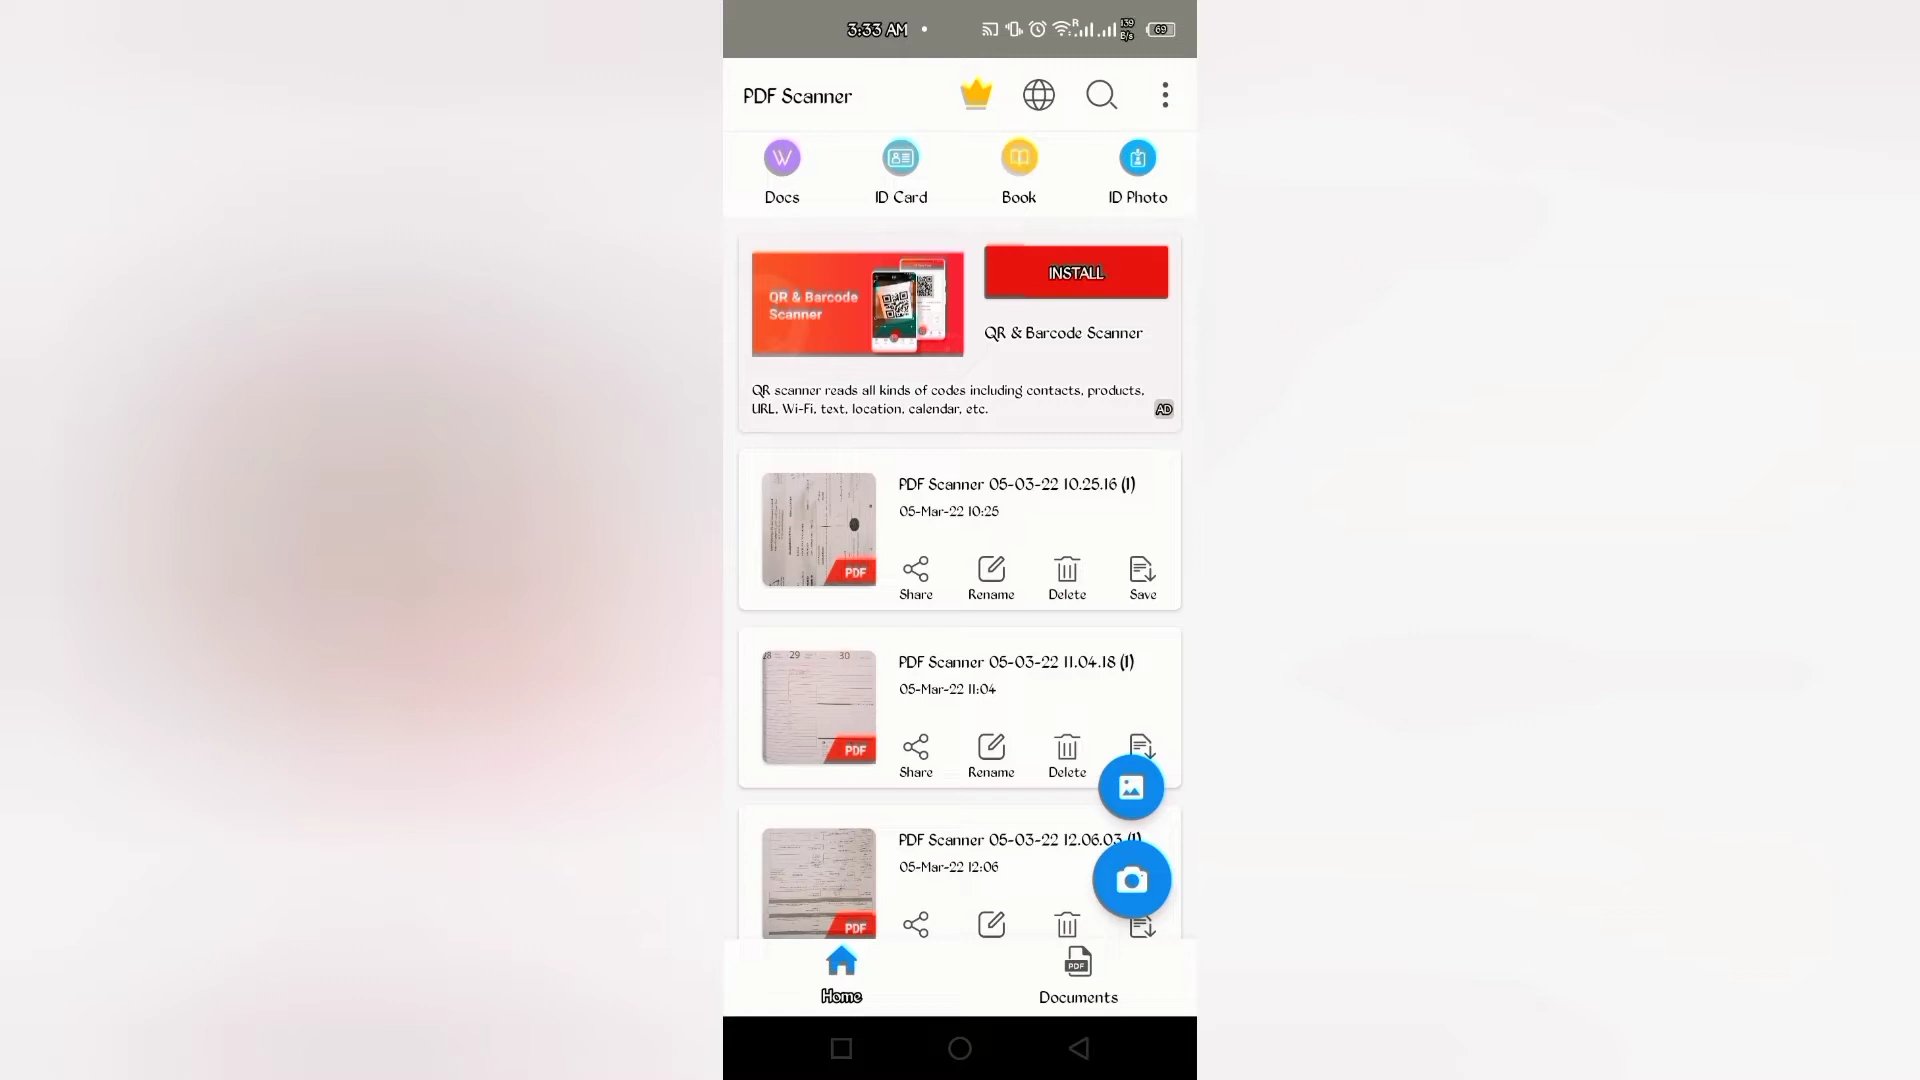 3:33 AM
R
139
B/s
69
PDF Scanner
Docs
ID Card
Book
ID Photo
QR & Barcode
Scanner
INSTALL
QR & Barcode Scanner
QR scanner reads all kinds of codes including contacts, products,
URL, Wi-Fi, text, location, calendar, etc.
AD
PDF Scanner 05-03-22 10.25.16 (1)
05-Mar-22 10:25
PDF
Share
Rename
Delete
Save
28 29 30
PDF Scanner 05-03-22 11.04.18 (1)
05-Mar-22 11:04
PDF
Share
Rename
Delete
PDF Scanner 05-03-22 12.06.03 (1)
05-Mar-22 12:06
PDF
Home
PDF
Documents